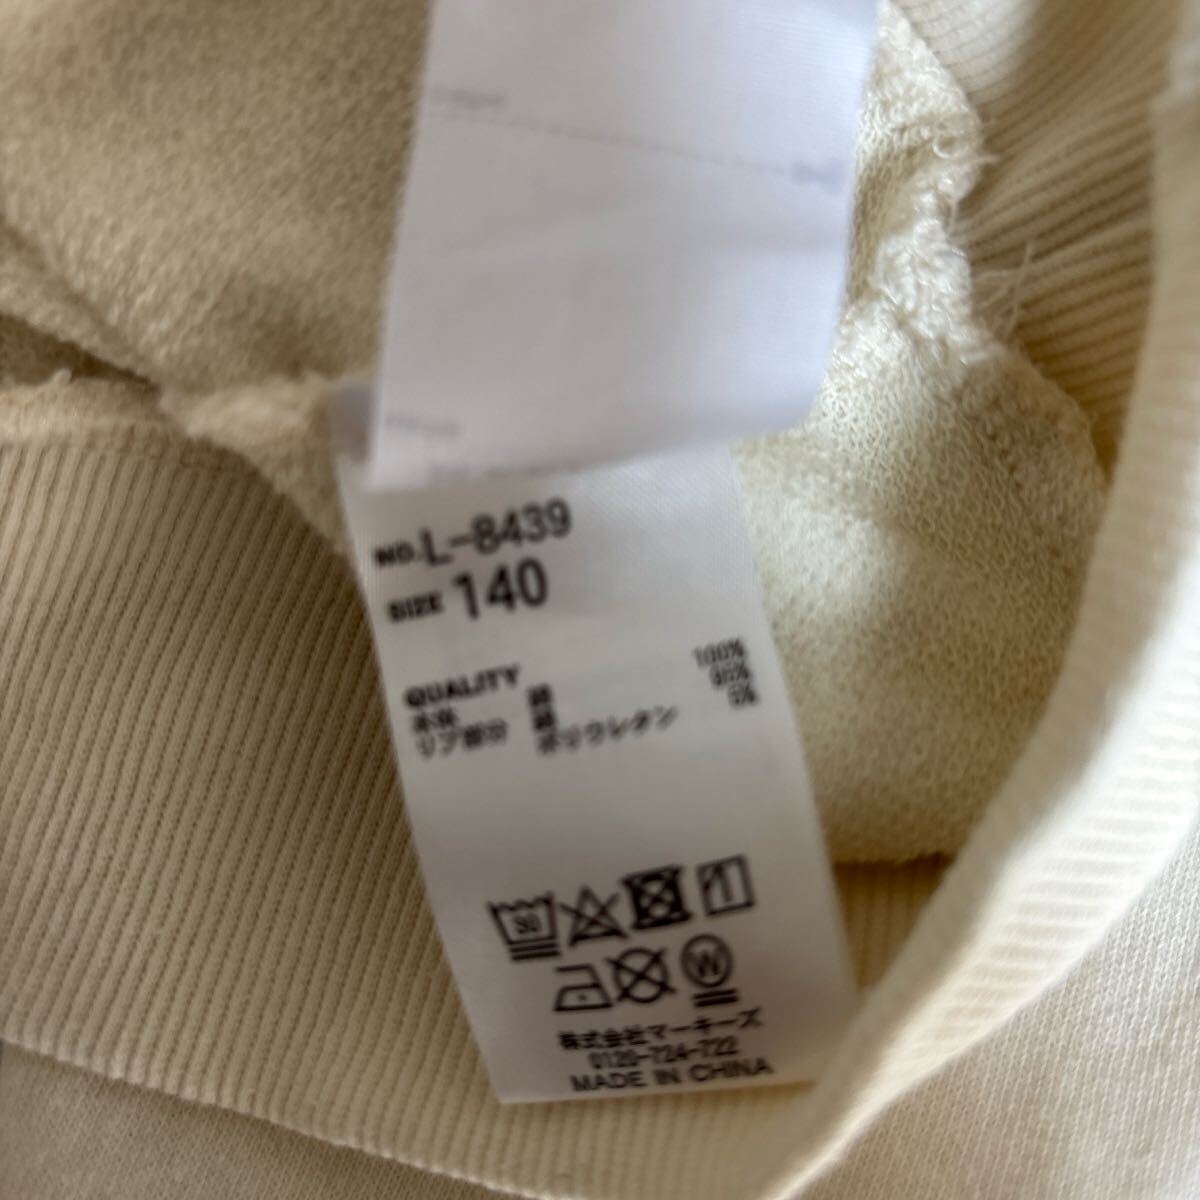 NO. L-8439
SIZE 140
QUALITY
本体 綿 100%
リブ部分 綿 95%
ポリウレタン 5%
30
W
株式会社マーキーズ
0120-724-722
MADE IN CHINA